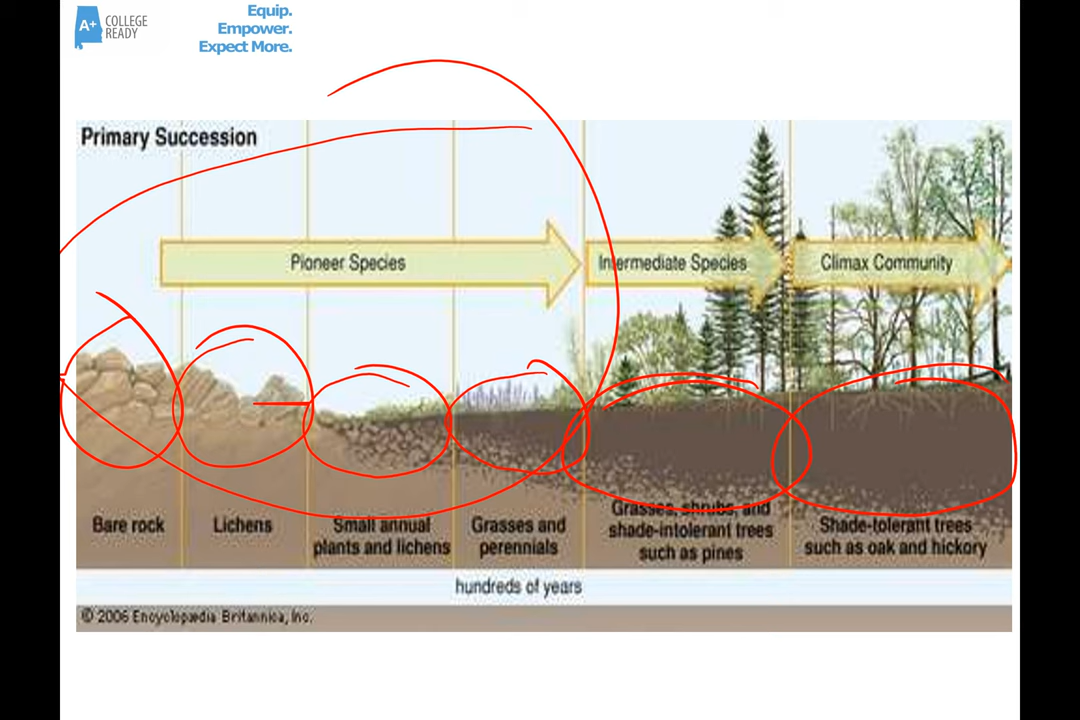 A+ COLLEGE
READY
Equip.
Empower.
Expect More.
Primary Succession
Pioneer Species
Intermediate Species
Climax Community
Bare rock
Lichens
Small annual
plants and lichens
Grasses and
perennials
Grasses, shrubs, and
shade-intolerant trees
such as pines
Shade-tolerant trees
such as oak and hickory
hundreds of years
© 2006 Encyclopædia Britannica, Inc.